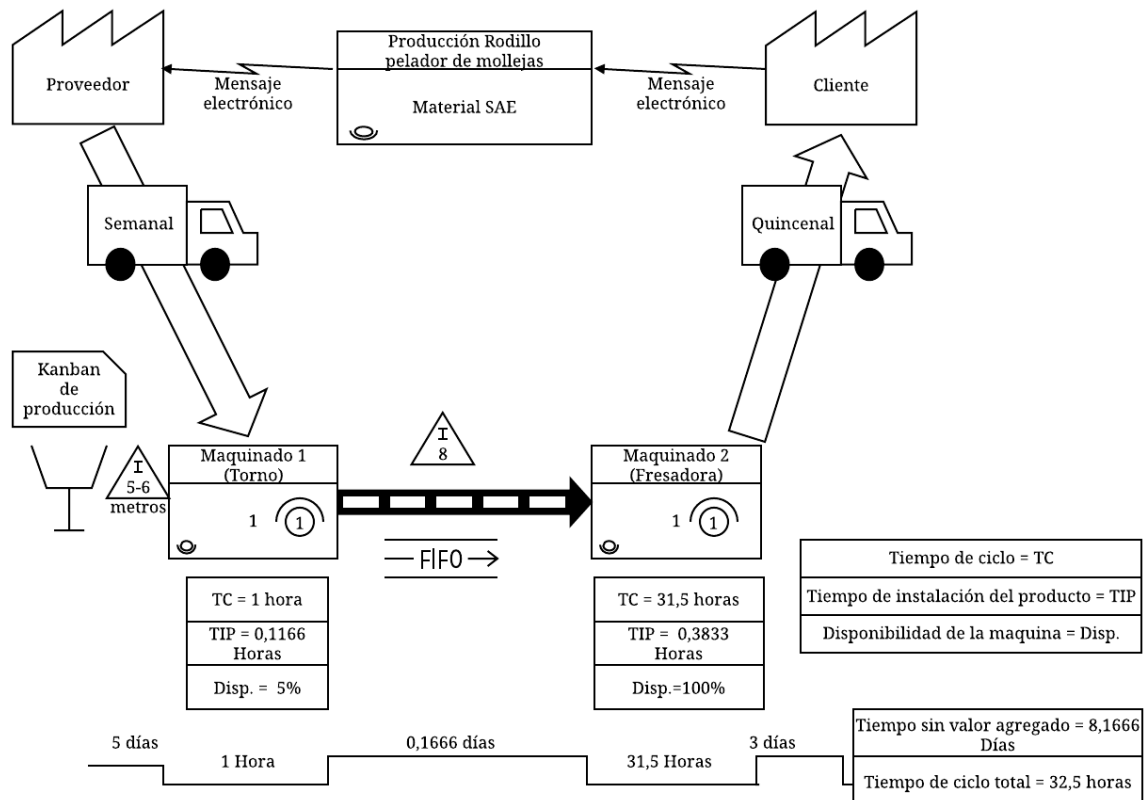 Producción Rodillo
pelador de mollejas
Proveedor
Mensaje
electrónico
Material SAE
Mensaje
electrónico
Cliente
Semanal
Quincenal
Kanban
de
producción
I
5-6
metros
Maquinado 1
(Torno)
1
1
I
8
FIFO
Maquinado 2
(Fresadora)
1
1
Tiempo de ciclo = TC
Tiempo de instalación del producto = TIP
Disponibilidad de la maquina = Disp.
TC = 1 hora
TIP = 0,1166
Horas
Disp. = 5%
TC = 31,5 horas
TIP = 0,3833
Horas
Disp.=100%
5 días
1 Hora
0,1666 días
31,5 Horas
3 días
Tiempo sin valor agregado = 8,1666
Días
Tiempo de ciclo total = 32,5 horas